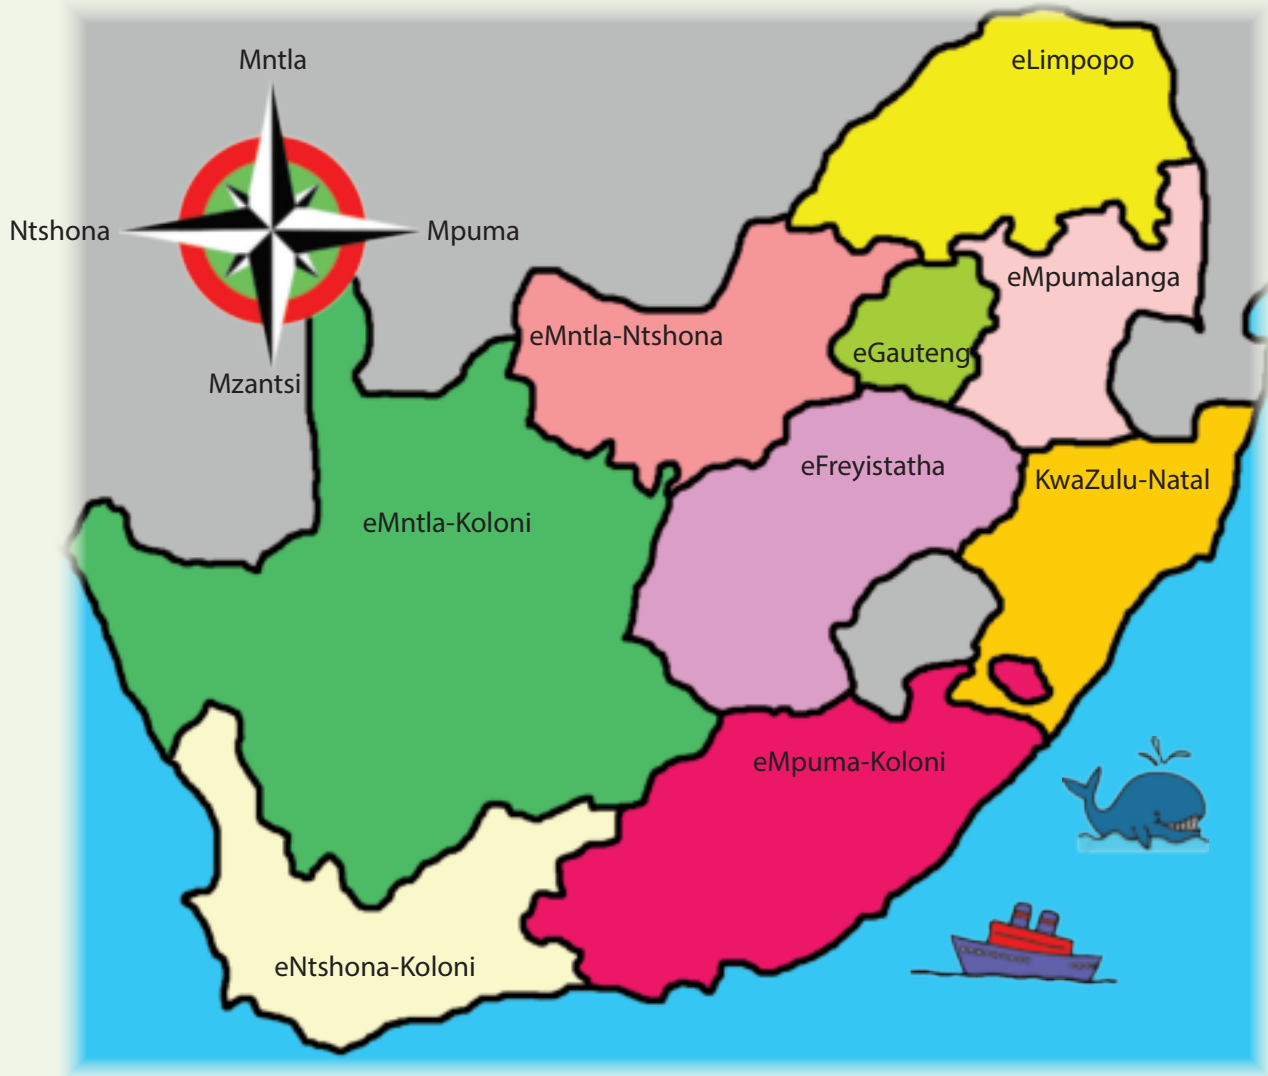 Mntla
eLimpopo
Ntshona
Mpuma
eMpumalanga
eMntla-Ntshona
eGauteng
Mzantsi
eFreyistatha
KwaZulu-Natal
eMntla-Koloni
eMpuma-Koloni
eNtshona-Koloni